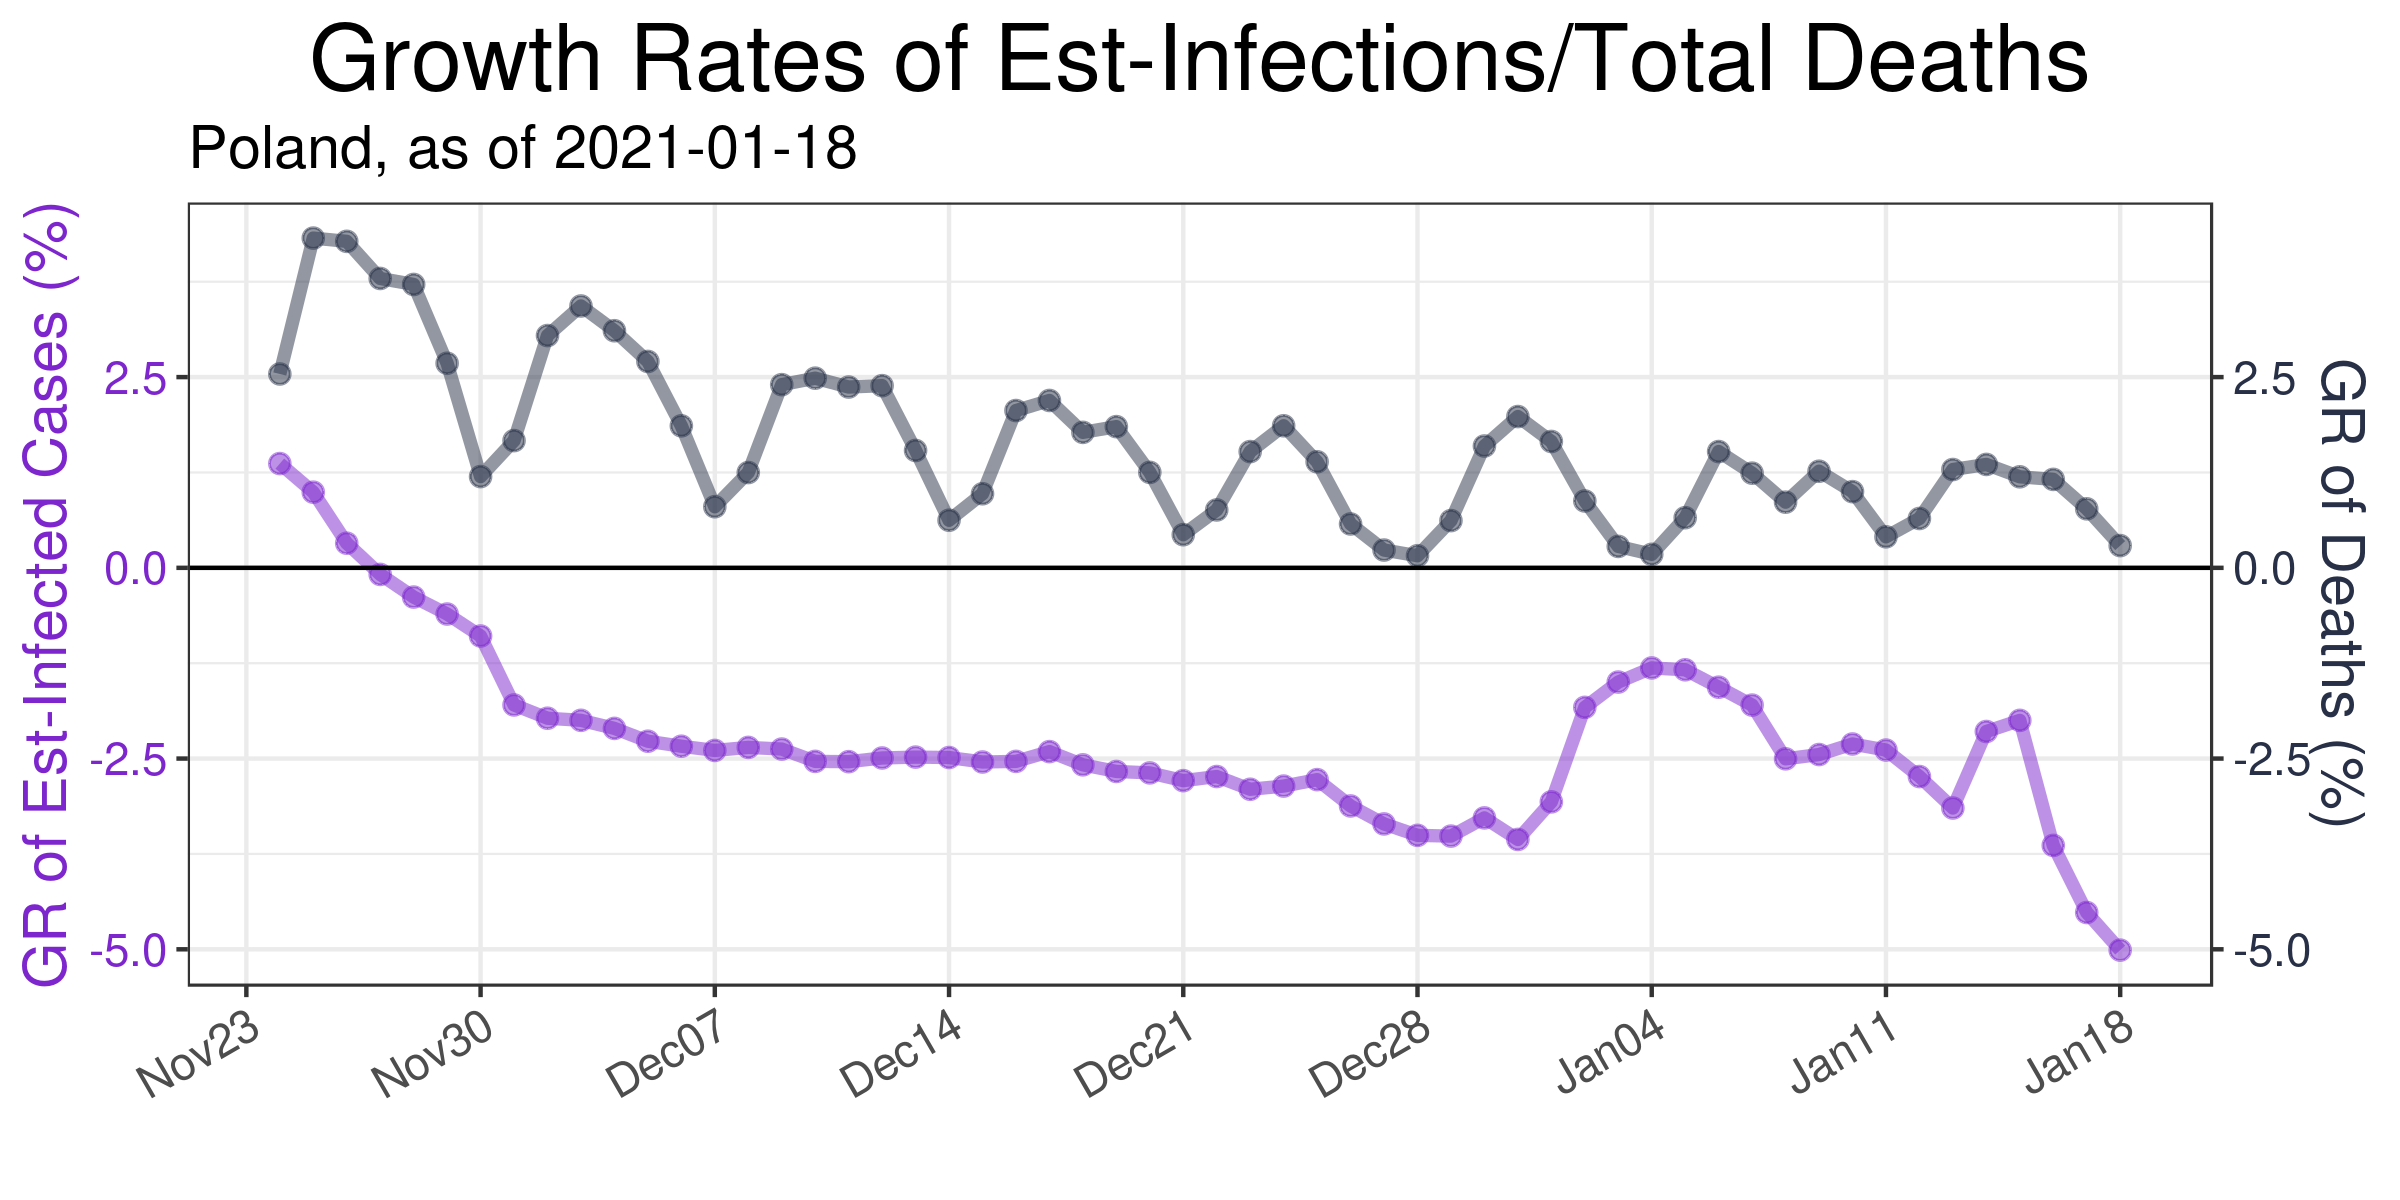 Growth Rates of Est-Infections/Total Deaths
Poland, as of 2021-01-18
GR of Est-Infected Cases (%)
2.5
0.0
-2.5
-5.0
2.5
0.0
-2.5
-5.0
GR of Deaths (%)
Nov23
Nov30
Dec07
Dec14
Dec21
Dec28
Jan04
Jan11
Jan18